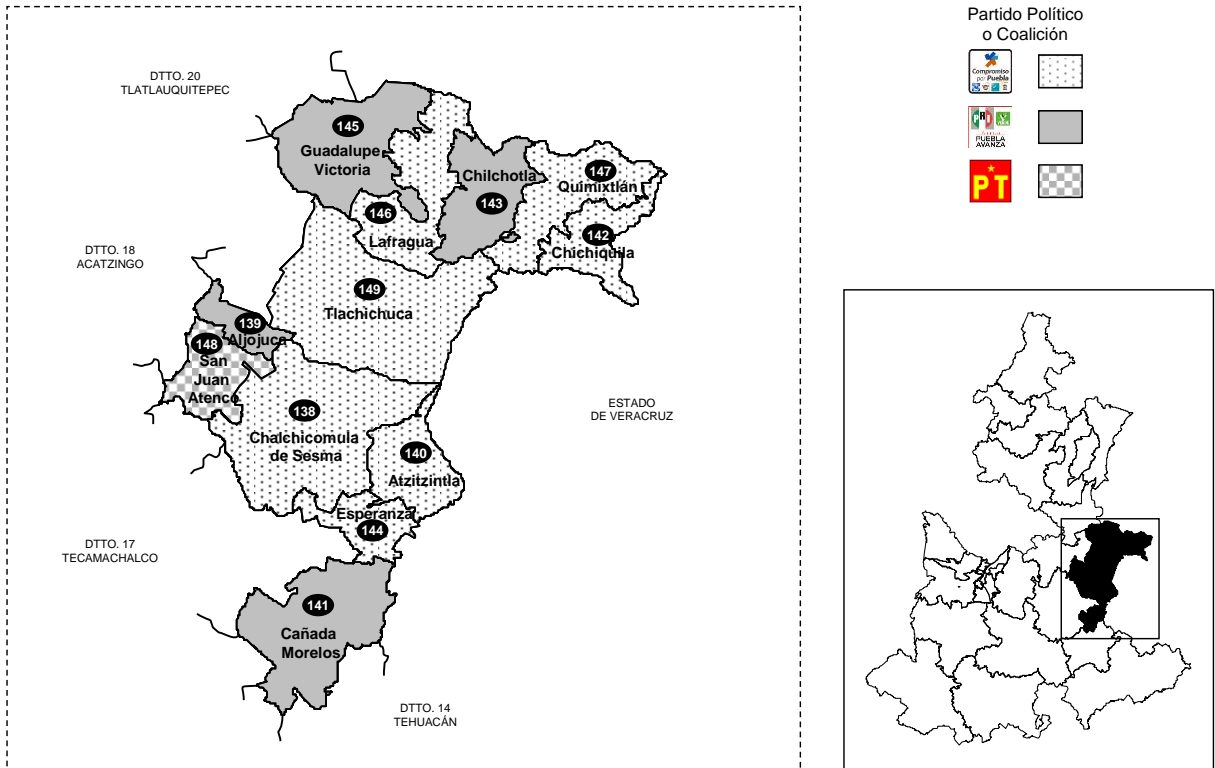 Partido Político
o Coalición
Compromiso
por Puebla
PRD
PUEBLA
AVANZA
PT
DTTO. 20
TLATLAUQUITEPEC
145
Guadalupe
Victoria
Chilchotla
143
147
Quimixtlán
146
Lafragua
142
Chichiquila
DTTO. 18
ACATZINGO
149
Tlachichuca
139
Aljojuca
148
San
Juan
Atenco
138
Chalchicomula
de Sesma
ESTADO
DE VERACRUZ
140
Atzitzintla
Esperanza
144
DTTO. 17
TECAMACHALCO
141
Cañada
Morelos
DTTO. 14
TEHUACÁN